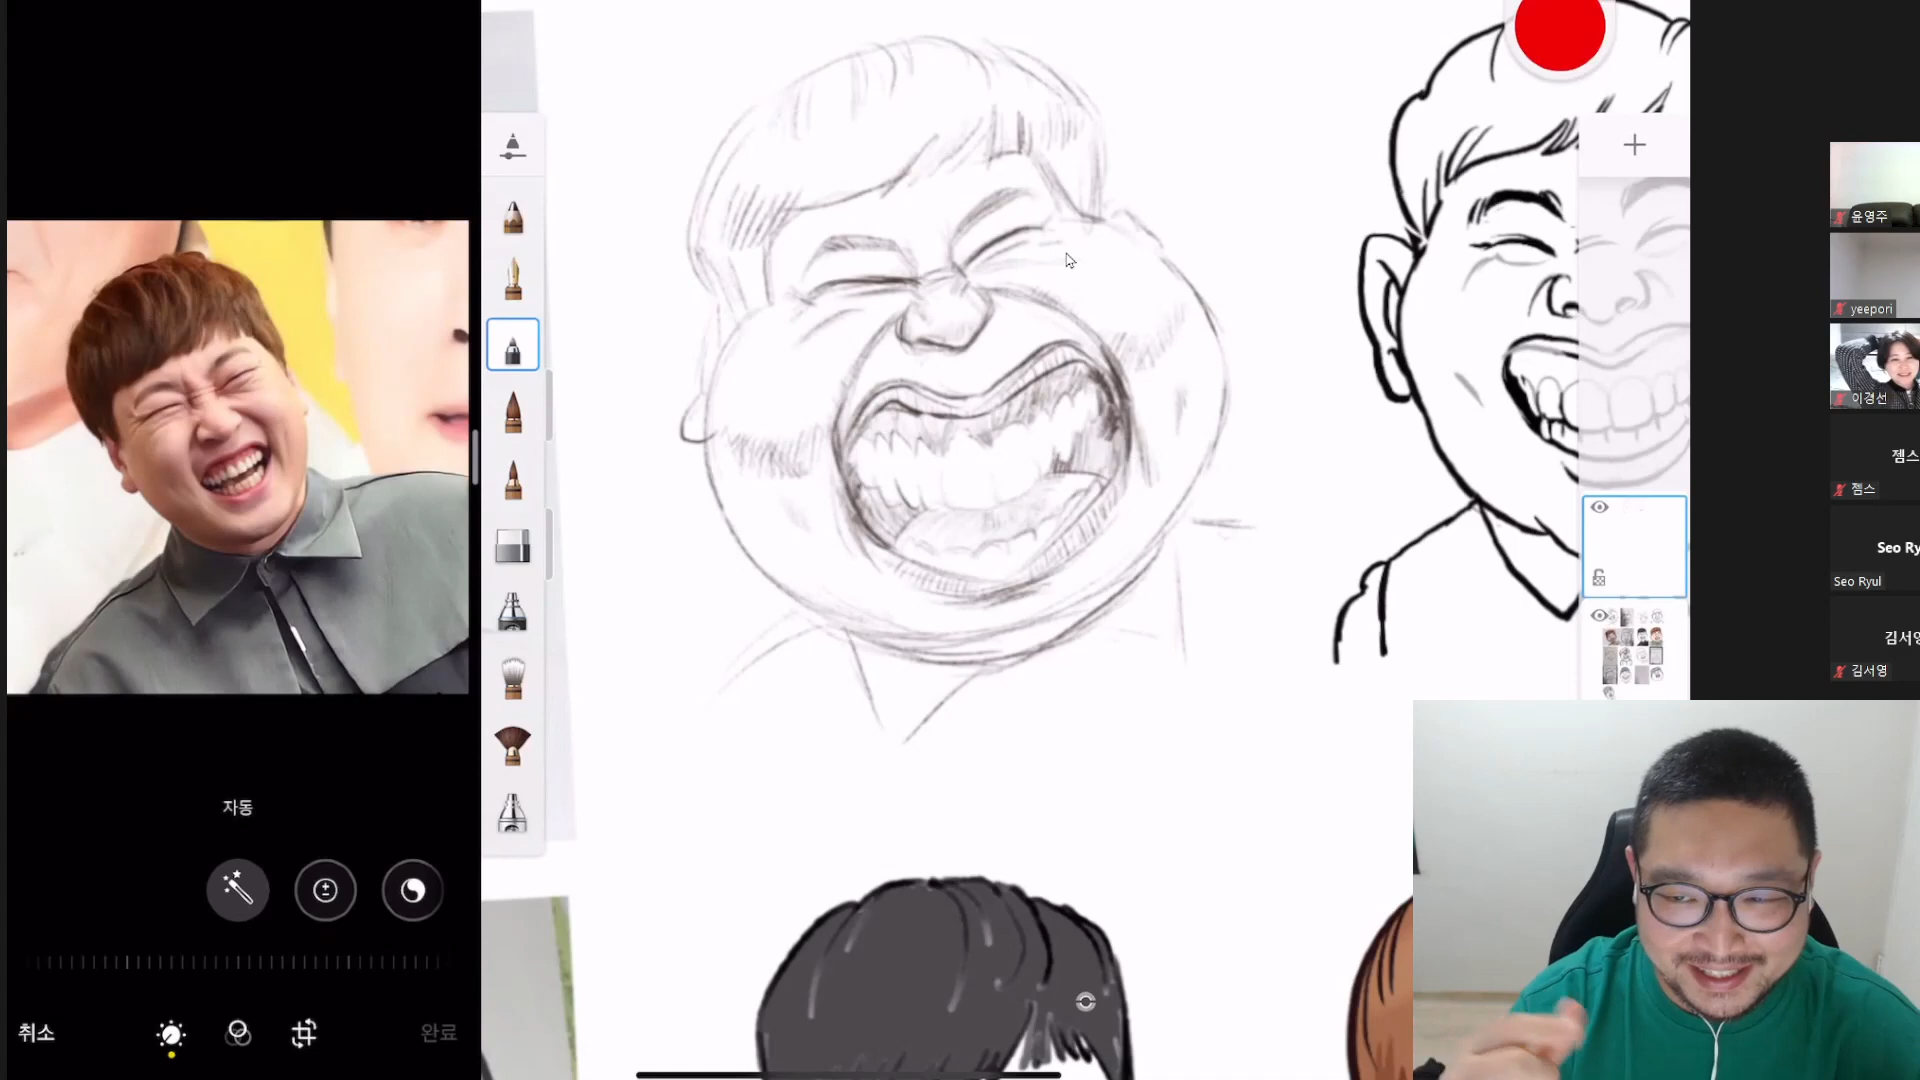 자동
취소
완료
윤영주
yeepori
이경선
젬스
젬스
Seo Ry
Seo Ryul
김서영
김서영